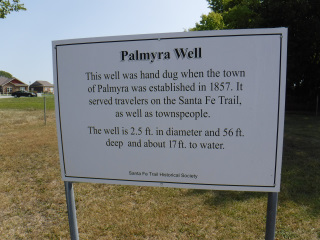 Palmyra Well
This well was hand dug when the town
of Palmyra was established in 1857. It
served travelers on the Santa Fe Trail,
as well as townspeople.
The well is 2.5 ft. in diameter and 56 ft.
deep and about 17 ft. to water.
Santa Fe Trail Historical Society